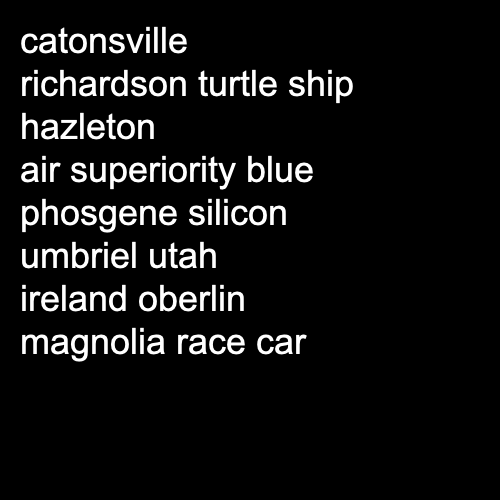 catonsville
richardson turtle ship
hazleton
air superiority blue
phosgene silicon
umbriel utah
ireland oberlin
magnolia race car